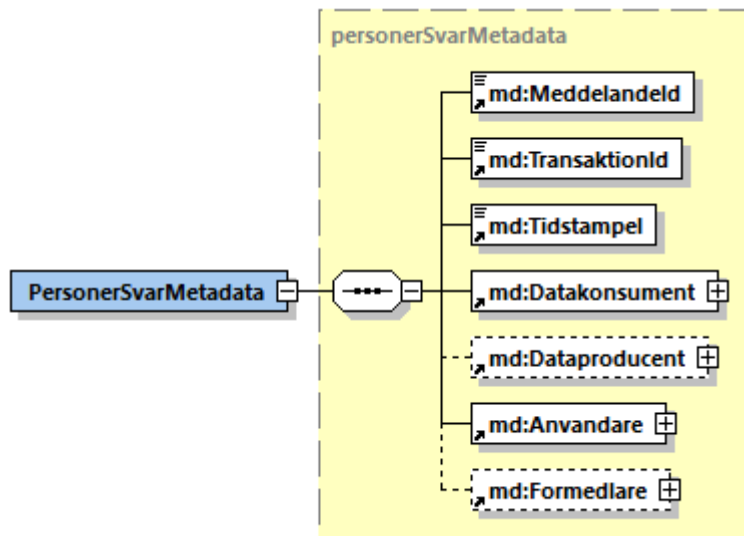 personerSvarMetadata
md:MeddelandeId
md:TransaktionId
md:Tidstampel
PersonerSvarMetadata
md:Datakonsument
md:Dataproducent
md:Anvandare
md:Formedlare